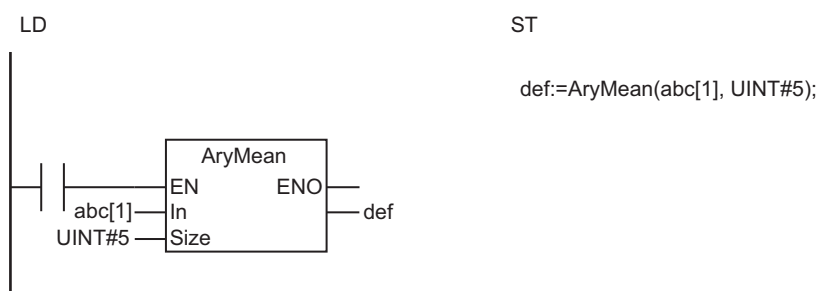 LD
ST
def:=AryMean(abc[1], UINT#5);
AryMean
EN ENO
abc[1] In def
UINT#5 Size